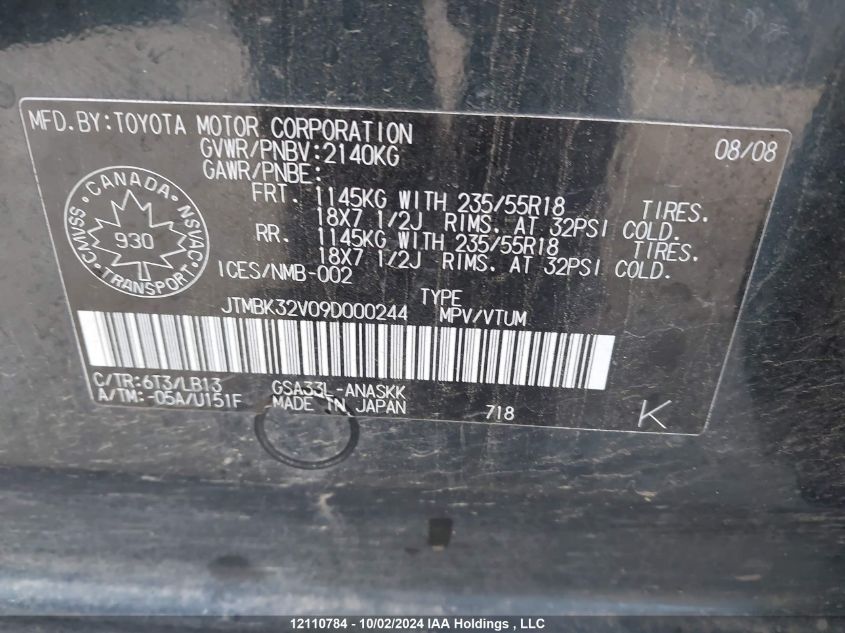 MFD.BY:TOYOTA MOTOR CORPORATION 08/08
GVWR/PNBV:2140KG
GAWR/PNBE:
FRT. 1145KG WITH 235/55R18 TIRES.
18X7 1/2J RIMS. AT 32PSI COLD.
RR. 1145KG WITH 235/55R18 TIRES.
18X7 1/2J RIMS. AT 32PSI COLD.
ICES/NMB-002
CANADA
CMVSS NSVAC
930
TRANSPORT
TYPE
JTMBK32V09D000244 MPV/VTUM
C/TR:6T3/LB13 GSA33L-ANASKK
A/TM:-05A/U151F MADE IN JAPAN 718 K
12110784 - 10/02/2024 IAA Holdings , LLC